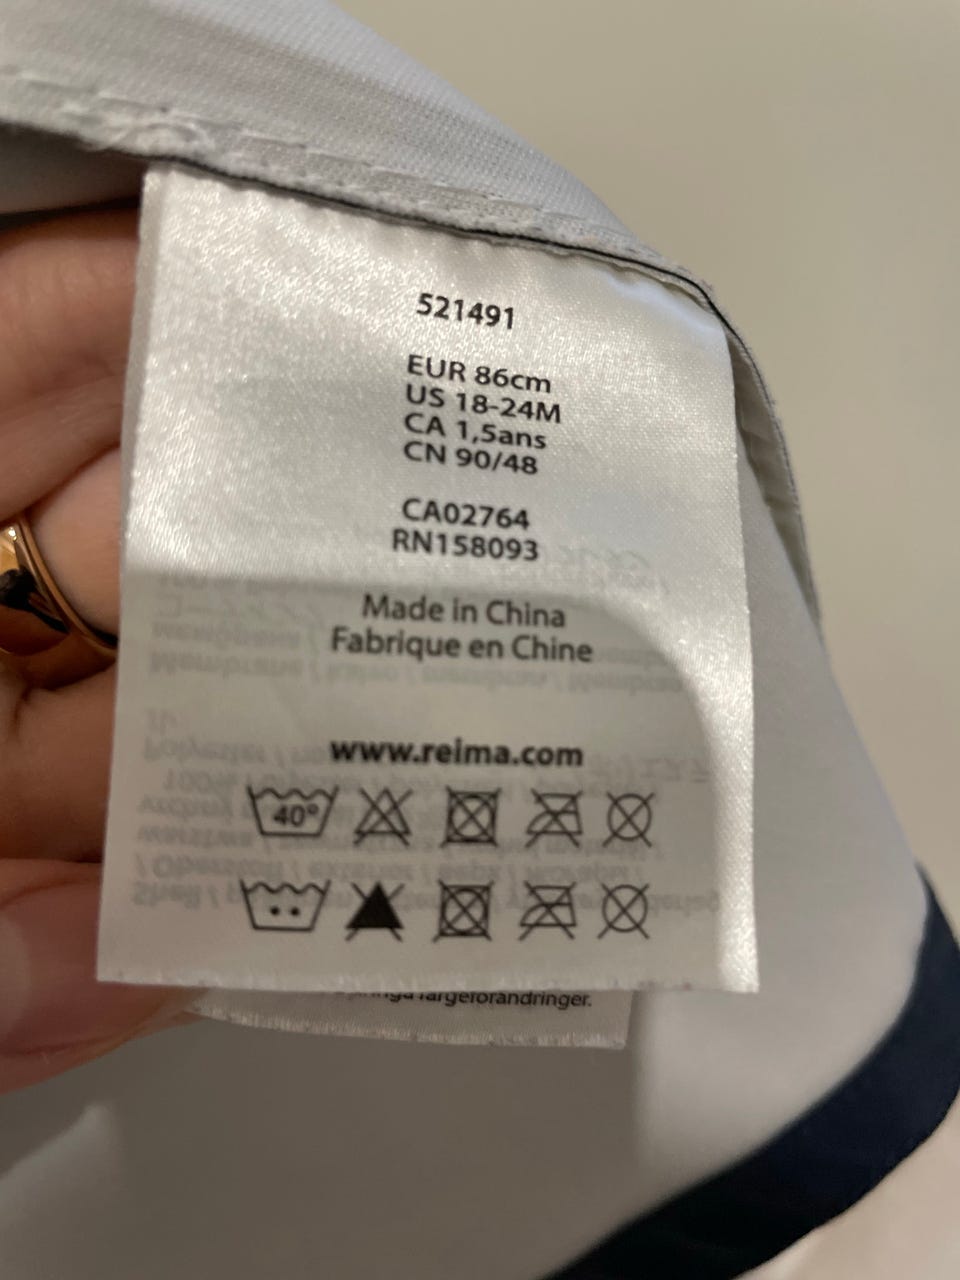 521491
EUR 86cm
US 18-24M
CA 1,5ans
CN 90/48
CA02764
RN158093
Made in China
Fabrique en Chine
www.reima.com
40°
färgeförändringer.